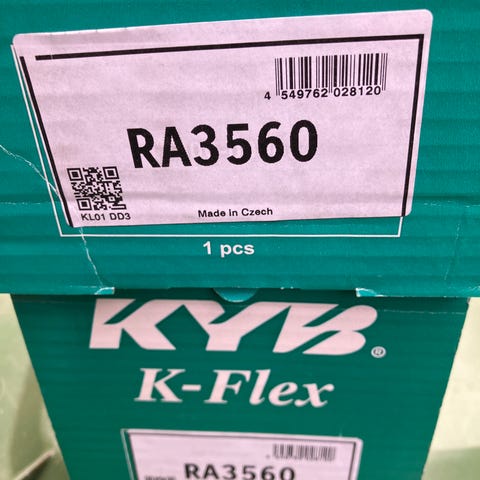 4 549762 028120
RA3560
KL01 DD3
Made in Czech
1 pcs
KYB®
K-Flex
RA3560